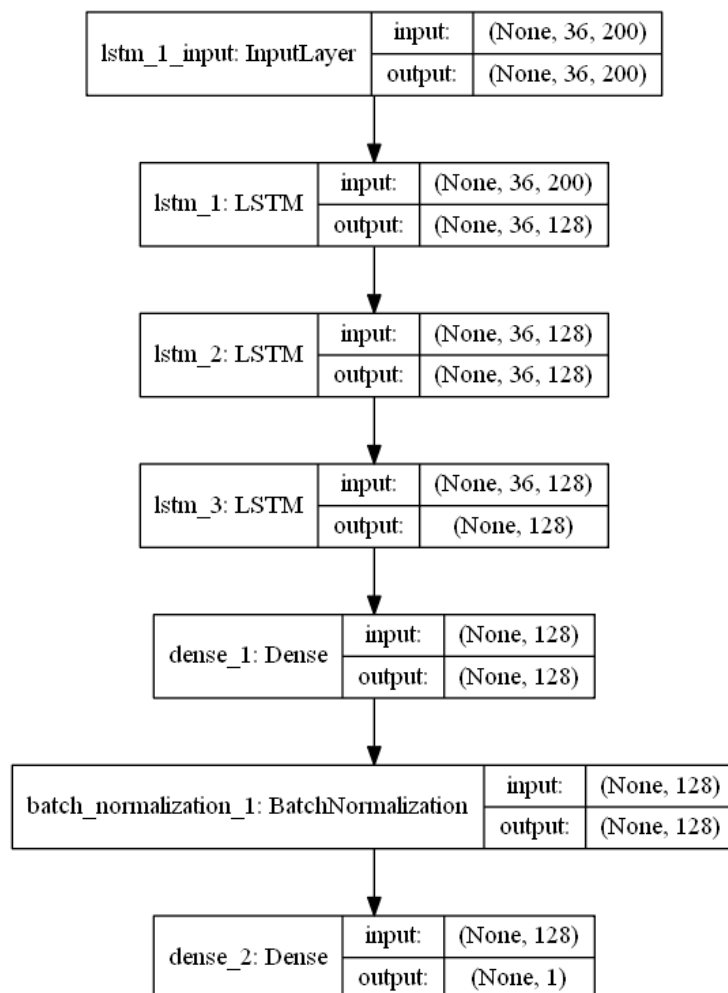 lstm_1_input: InputLayer
input: (None, 36, 200)
output: (None, 36, 200)
lstm_1: LSTM
input: (None, 36, 200)
output: (None, 36, 128)
lstm_2: LSTM
input: (None, 36, 128)
output: (None, 36, 128)
lstm_3: LSTM
input: (None, 36, 128)
output: (None, 128)
dense_1: Dense
input: (None, 128)
output: (None, 128)
batch_normalization_1: BatchNormalization
input: (None, 128)
output: (None, 128)
dense_2: Dense
input: (None, 128)
output: (None, 1)